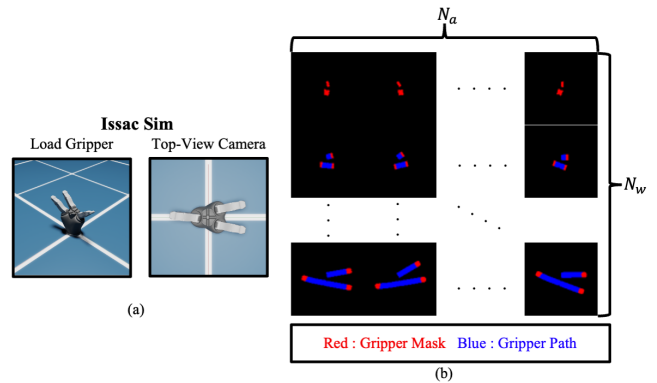 Issac Sim
Load Gripper
Top-View Camera
(a)
N_a
N_w
Red : Gripper Mask Blue : Gripper Path
(b)